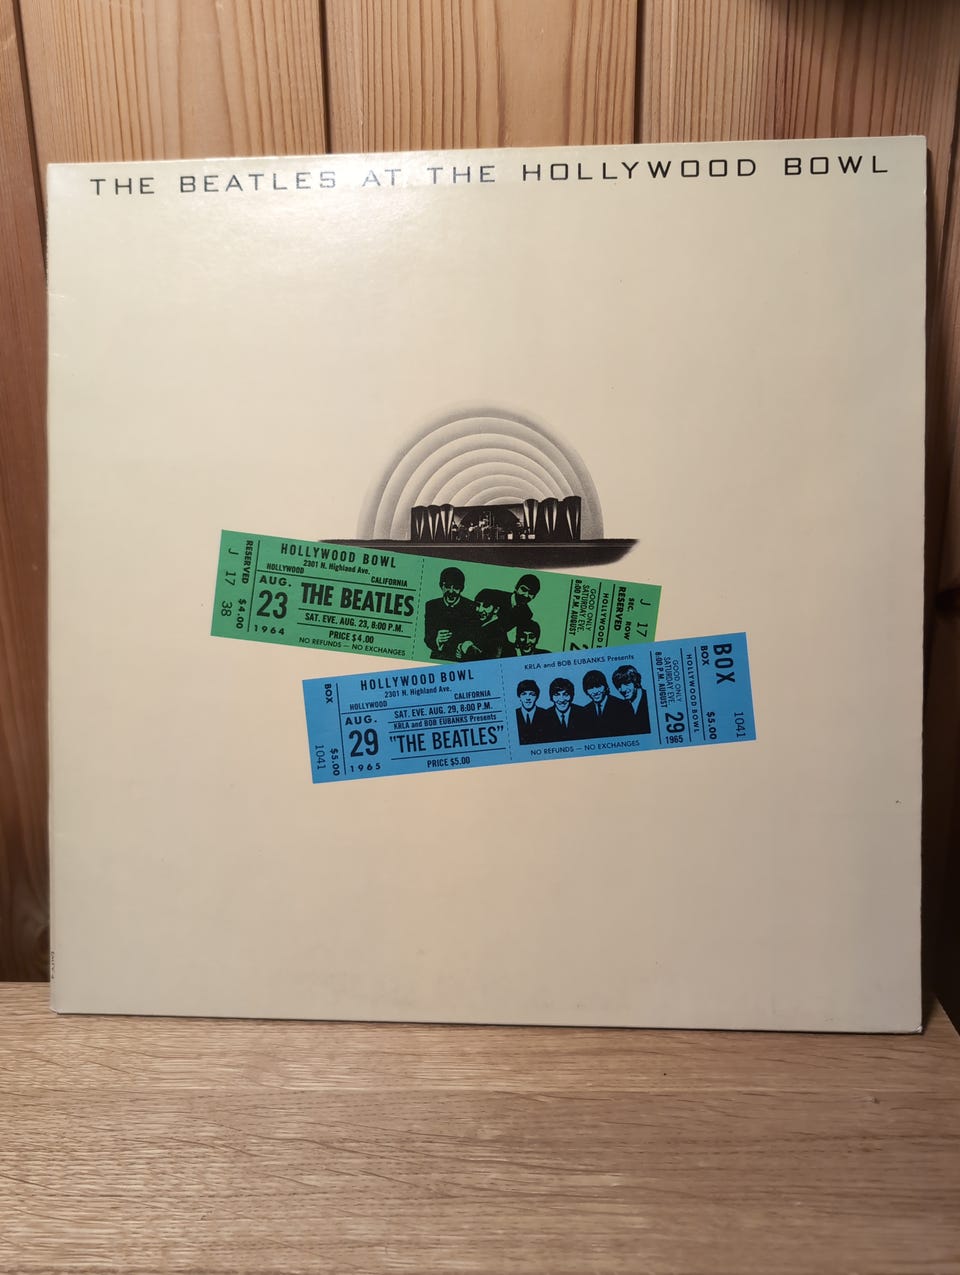 THE BEATLES AT THE HOLLYWOOD BOWL
RESERVED $4.00
J 17 38
HOLLYWOOD BOWL
2301 N. Highland Ave.
HOLLYWOOD CALIFORNIA
AUG.
23
1964
THE BEATLES
SAT. EVE. AUG. 23, 8:00 P.M.
PRICE $4.00
NO REFUNDS — NO EXCHANGES
GOOD ONLY
SATURDAY EVE.
8:00 P.M. AUGUST
2
HOLLYWOOD B
SEC. ROW
RESERVED
J 17
BOX $5.00
1041
HOLLYWOOD BOWL
2301 N. Highland Ave.
HOLLYWOOD CALIFORNIA
AUG.
29
1965
SAT. EVE. AUG. 29, 8:00 P.M.
KRLA and BOB EUBANKS Presents
"THE BEATLES"
PRICE $5.00
KRLA and BOB EUBANKS Presents
NO REFUNDS — NO EXCHANGES
GOOD ONLY
SATURDAY EVE.
8:00 P.M. AUGUST
29
1965
HOLLYWOOD BOWL
BOX $5.00
BOX
1041